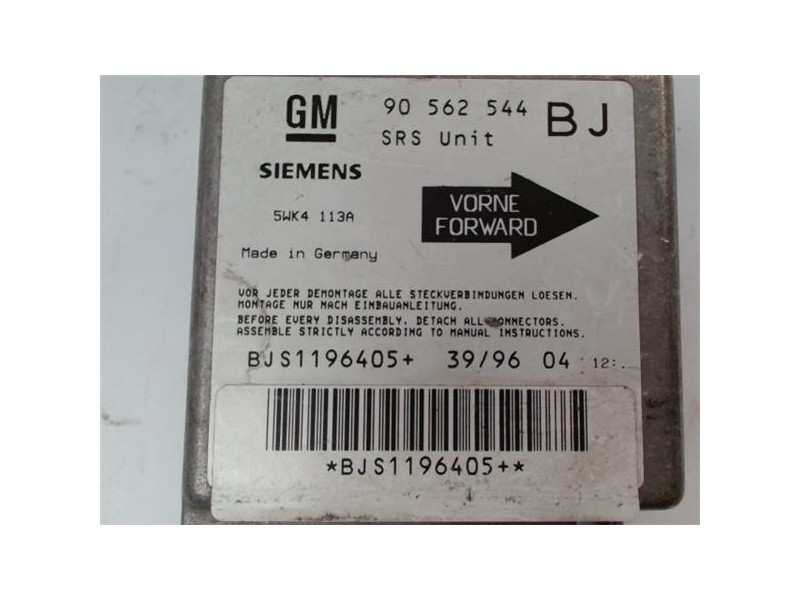 GM 90 562 544 BJ
SRS Unit
SIEMENS
VORNE
FORWARD
5WK4 113A
Made in Germany
VOR JEDER DEMONTAGE ALLE STECKVERBINDUNGEN LOESEN.
MONTAGE NUR NACH EINBAUANLEITUNG.
BEFORE EVERY DISASSEMBLY, DETACH ALL CONNECTORS.
ASSEMBLE STRICTLY ACCORDING TO MANUAL INSTRUCTIONS.
BJS1196405+ 39/96 04 12:.
*BJS1196405+*